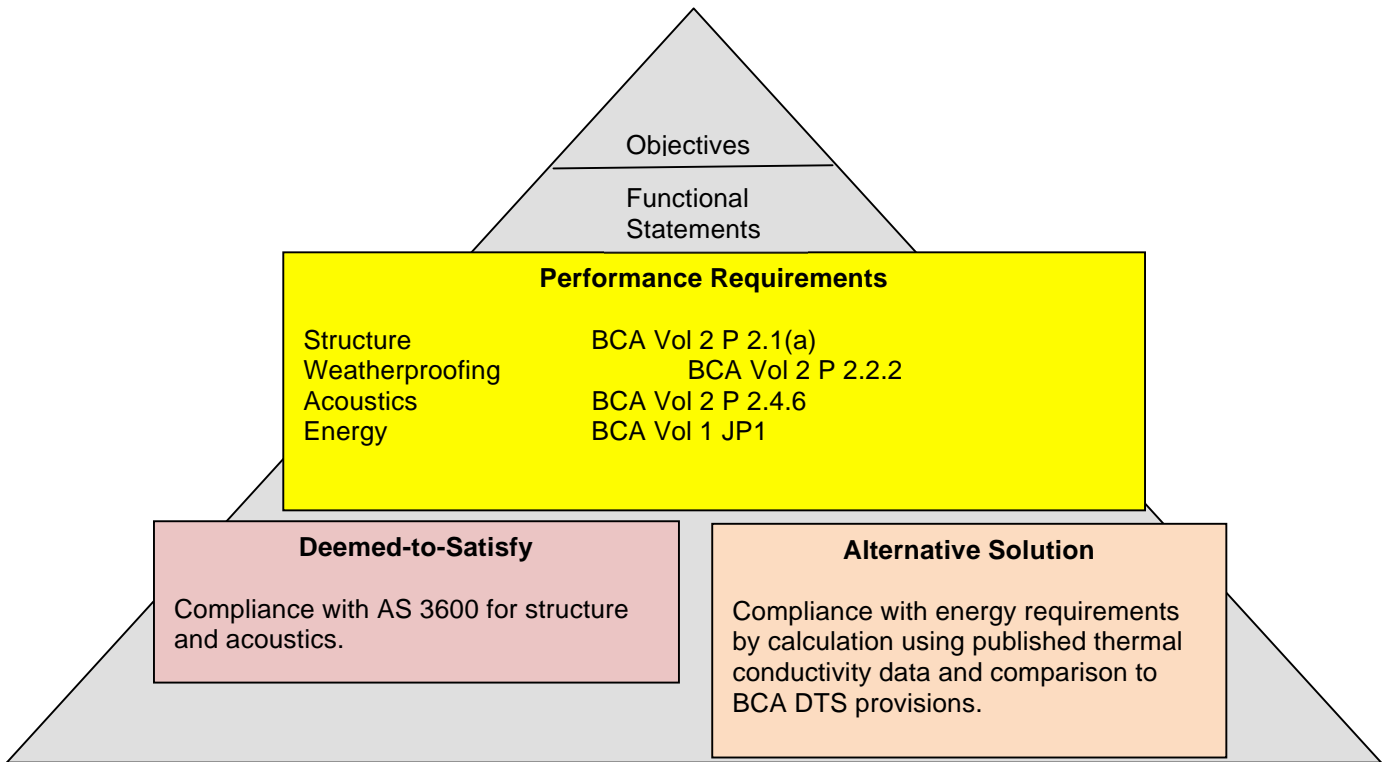 Objectives
Functional
Statements
Performance Requirements
Structure BCA Vol 2 P 2.1(a)
Weatherproofing BCA Vol 2 P 2.2.2
Acoustics BCA Vol 2 P 2.4.6
Energy BCA Vol 1 JP1
Deemed-to-Satisfy
Compliance with AS 3600 for structure
and acoustics.
Alternative Solution
Compliance with energy requirements
by calculation using published thermal
conductivity data and comparison to
BCA DTS provisions.